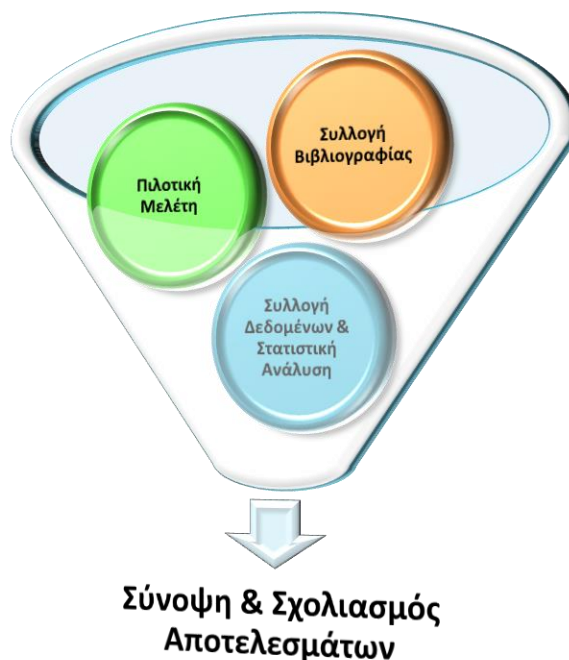 Συλλογή
Βιβλιογραφίας
Πιλοτική
Μελέτη
Συλλογή
Δεδομένων &
Στατιστική
Ανάλυση
Σύνοψη & Σχολιασμός
Αποτελεσμάτων